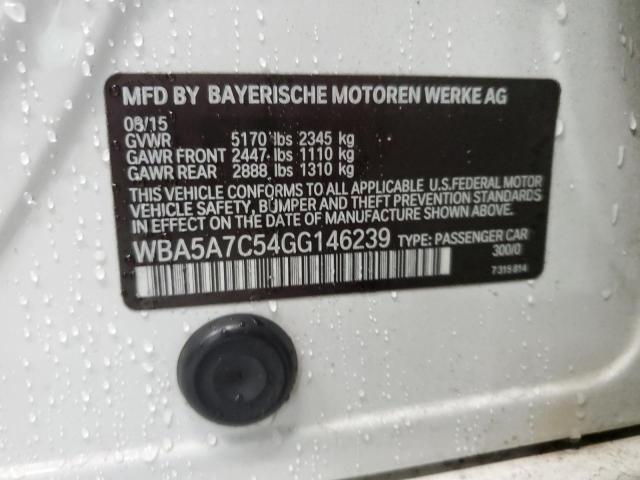 MFD BY BAYERISCHE MOTOREN WERKE AG
08/15
GVWR 5170 lbs 2345 kg
GAWR FRONT 2447 lbs 1110 kg
GAWR REAR 2888 lbs 1310 kg
THIS VEHICLE CONFORMS TO ALL APPLICABLE U.S.FEDERAL MOTOR
VEHICLE SAFETY, BUMPER AND THEFT PREVENTION STANDARDS
IN EFFECT ON THE DATE OF MANUFACTURE SHOWN ABOVE.
WBA5A7C54GG146239 TYPE: PASSENGER CAR
300/0
7315814